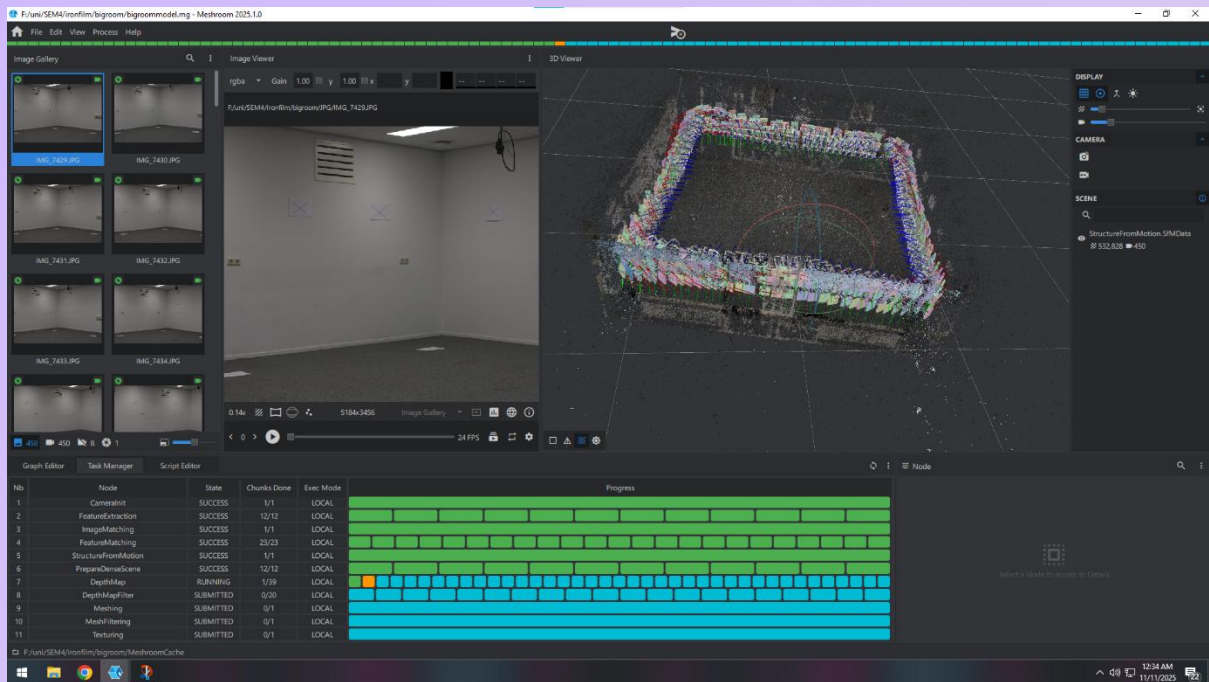 F:/uni/SEM4/ironfilm/bigroom/bigroommodel.mg - Meshroom 2025.1.0
File Edit View Process Help
Image Gallery
Image Viewer
3D Viewer
rgba Gain 1.00 γ 1.00 x y -- -- -- --
F:/uni/SEM4/ironfilm/bigroom/JPG/IMG_7429.JPG
IMG_7429.JPG IMG_7430.JPG
IMG_7431.JPG IMG_7432.JPG
IMG_7433.JPG IMG_7434.JPG
458 450 8 1
0.14x 5184x3456 Image Gallery
0 24 FPS
DISPLAY
CAMERA
SCENE
StructureFromMotion.SfMData
532,828 450
Graph Editor Task Manager Script Editor
Node
Nb Node State Chunks Done Exec Mode Progress
1 CameraInit SUCCESS 1/1 LOCAL
2 FeatureExtraction SUCCESS 12/12 LOCAL
3 ImageMatching SUCCESS 1/1 LOCAL
4 FeatureMatching SUCCESS 23/23 LOCAL
5 StructureFromMotion SUCCESS 1/1 LOCAL
6 PrepareDenseScene SUCCESS 12/12 LOCAL
7 DepthMap RUNNING 1/39 LOCAL
8 DepthMapFilter SUBMITTED 0/20 LOCAL
9 Meshing SUBMITTED 0/1 LOCAL
10 MeshFiltering SUBMITTED 0/1 LOCAL
11 Texturing SUBMITTED 0/1 LOCAL
Select a Node to access its Details
F:/uni/SEM4/ironfilm/bigroom/MeshroomCache
12:34 AM
11/11/2025
22